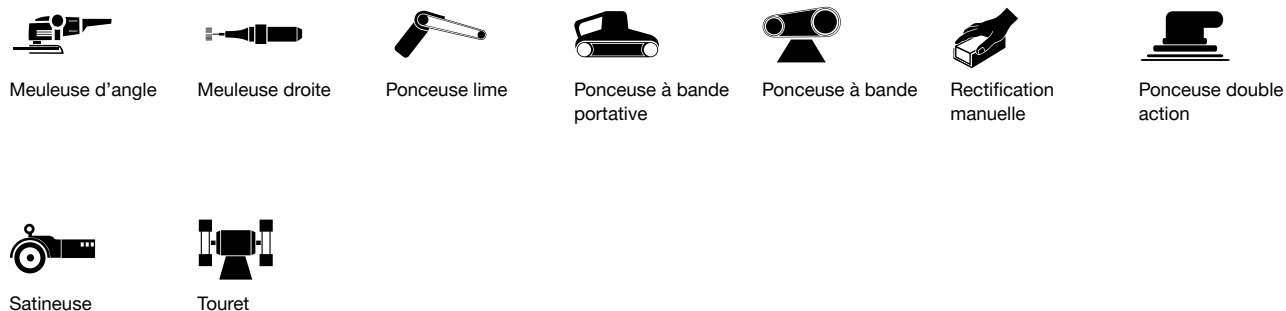 Meuleuse d'angle
Meuleuse droite
Ponceuse lime
Ponceuse à bande
portative
Ponceuse à bande
Rectification
manuelle
Ponceuse double
action
Satineuse
Touret